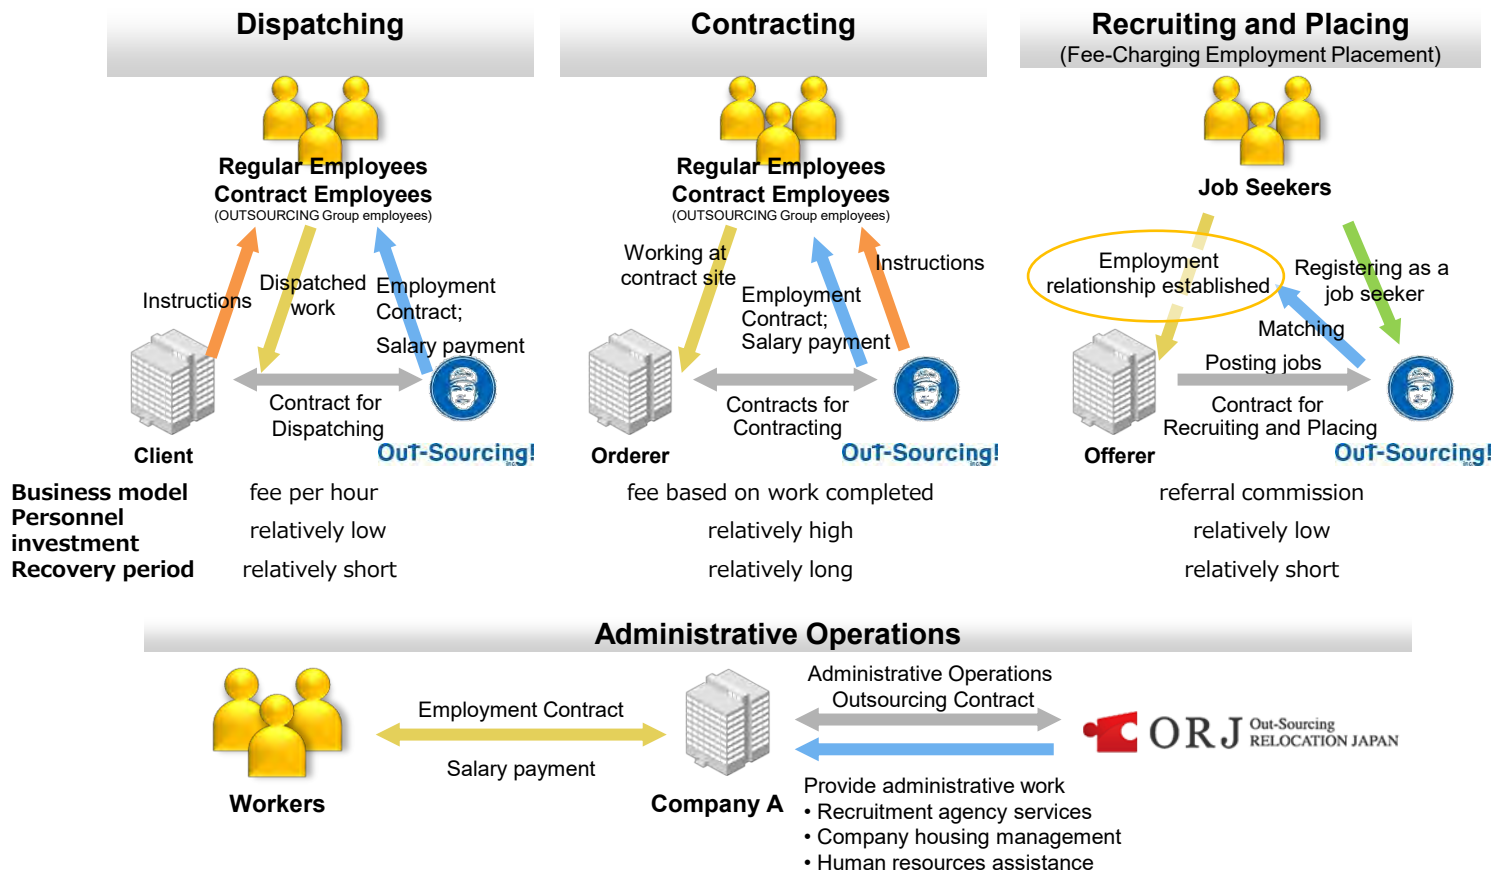 Dispatching
Regular Employees
Contract Employees
(OUTSOURCING Group employees)
Instructions
Dispatched
work
Employment
Contract;
Salary payment
Contract for
Dispatching
Client
OuT-Sourcing!
Contracting
Regular Employees
Contract Employees
(OUTSOURCING Group employees)
Working at
contract site
Instructions
Employment
Contract;
Salary payment
Contracts for
Contracting
Orderer
OuT-Sourcing!
Recruiting and Placing
(Fee-Charging Employment Placement)
Job Seekers
Employment
relationship established
Registering as a
job seeker
Matching
Posting jobs
Contract for
Recruiting and Placing
Offerer
OuT-Sourcing!
Business model fee per hour fee based on work completed referral commission
Personnel
investment relatively low relatively high relatively low
Recovery period relatively short relatively long relatively short
Administrative Operations
Employment Contract
Salary payment
Workers
Company A
Administrative Operations
Outsourcing Contract
ORJ Out-Sourcing
RELOCATION JAPAN
Provide administrative work
• Recruitment agency services
• Company housing management
• Human resources assistance